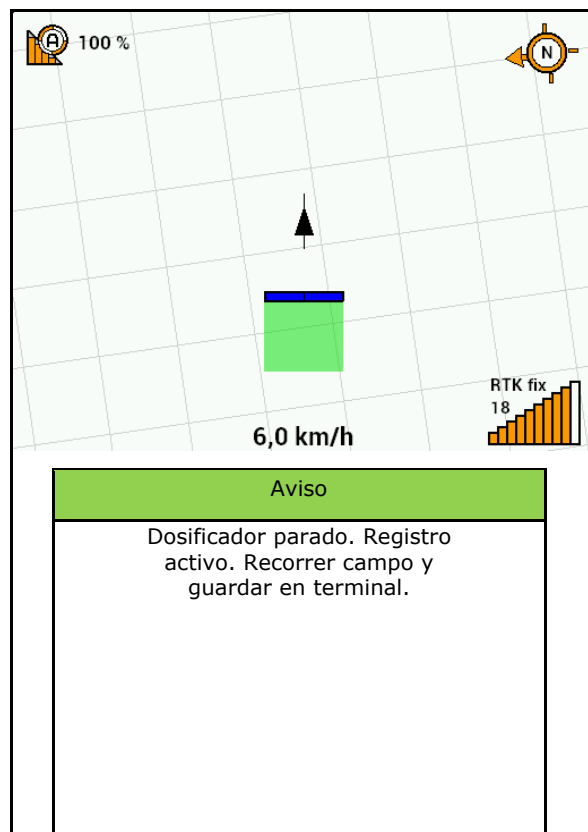 A 100 %
N
RTK fix
18
6,0 km/h
Aviso
Dosificador parado. Registro
activo. Recorrer campo y
guardar en terminal.